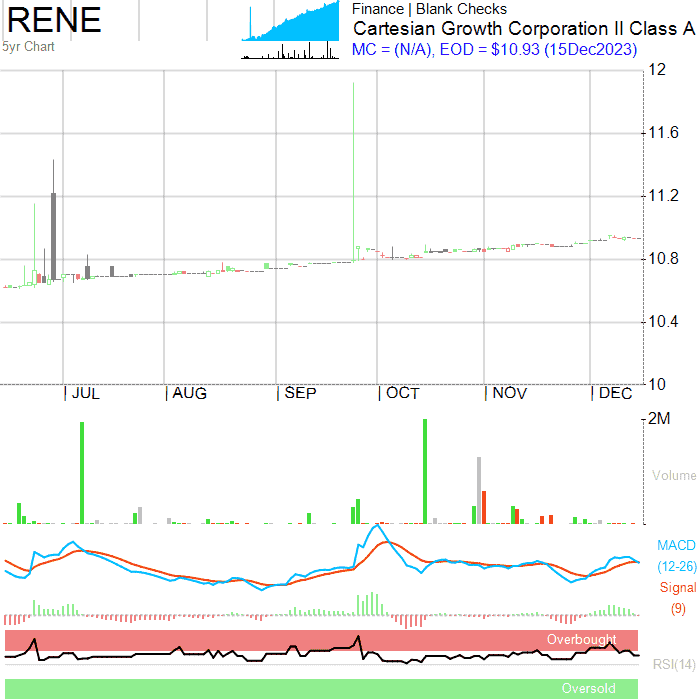 RENE
5yr Chart
Finance | Blank Checks
Cartesian Growth Corporation II Class A
MC = (N/A), EOD = $10.93 (15Dec2023)
12
11.6
11.2
10.8
10.4
10
| JUL
| AUG
| SEP
| OCT
| NOV
| DEC
2M
Volume
MACD
(12-26)
Signal
(9)
Overbought
RSI(14)
Oversold